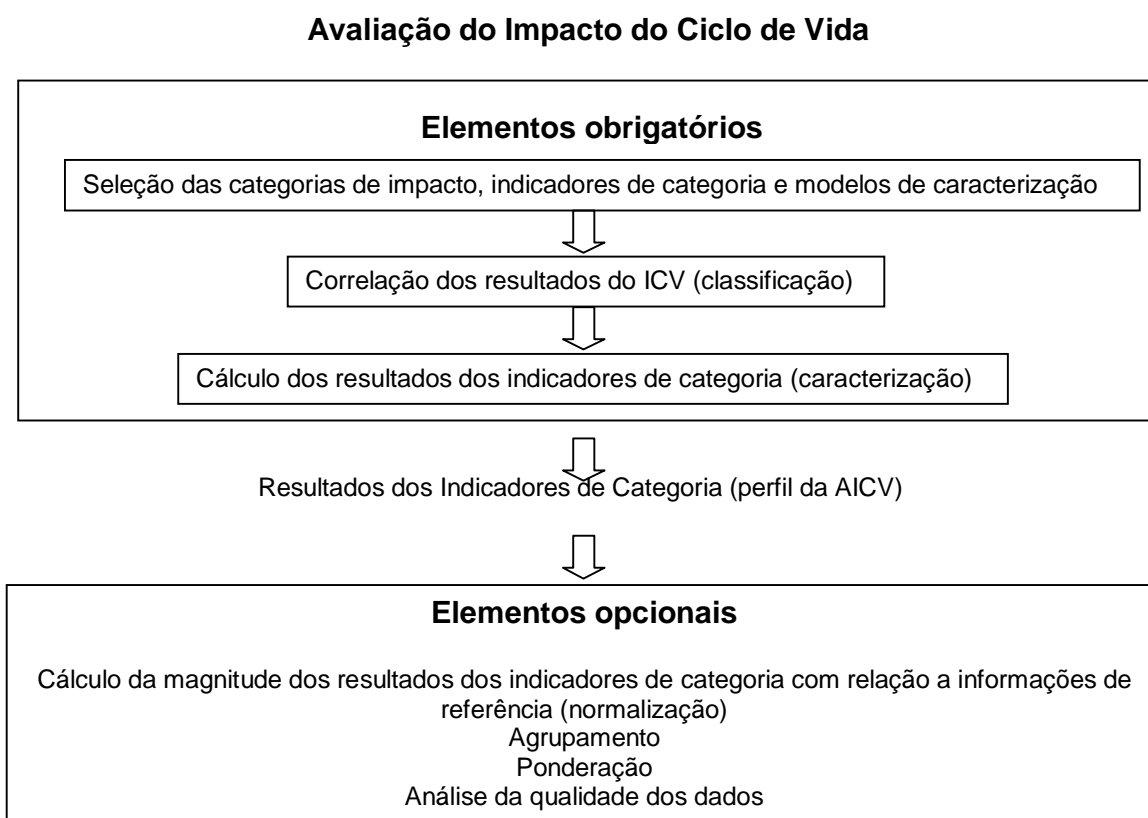 Avaliação do Impacto do Ciclo de Vida
Elementos obrigatórios
Seleção das categorias de impacto, indicadores de categoria e modelos de caracterização
Correlação dos resultados do ICV (classificação)
Cálculo dos resultados dos indicadores de categoria (caracterização)
Resultados dos Indicadores de Categoria (perfil da AICV)
Elementos opcionais
Cálculo da magnitude dos resultados dos indicadores de categoria com relação a informações de
referência (normalização)
Agrupamento
Ponderação
Análise da qualidade dos dados